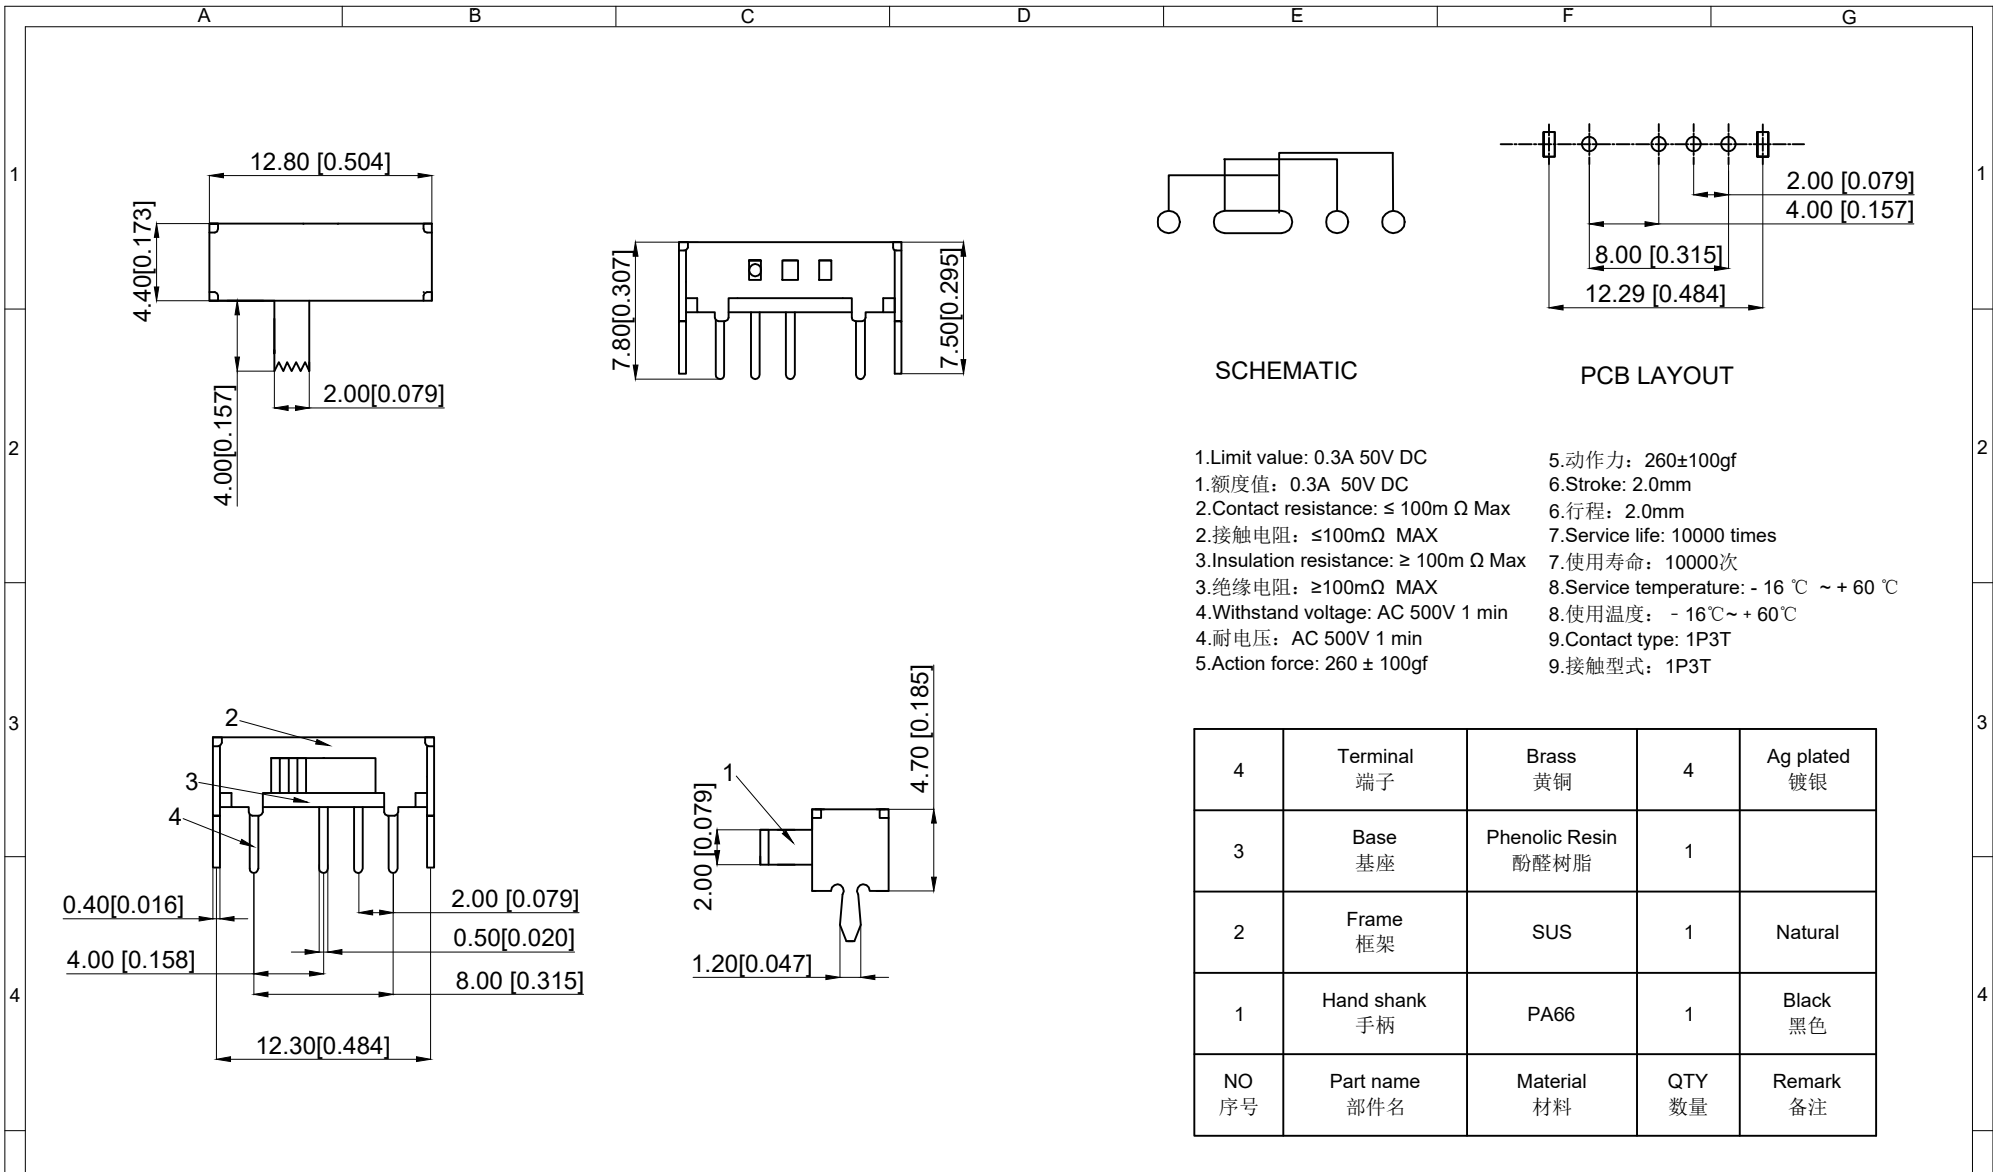 A B C D E F G
1
2
3
4
1
2
3
4
12.80 [0.504]
4.40[0.173]
4.00[0.157]
2.00[0.079]
7.80[0.307]
7.50[0.295]
2.00 [0.079]
4.00 [0.157]
8.00 [0.315]
12.29 [0.484]
SCHEMATIC
PCB LAYOUT
1.Limit value: 0.3A 50V DC
1.额度值：0.3A 50V DC
2.Contact resistance: ≤ 100m Ω Max
2.接触电阻：≤100mΩ MAX
3.Insulation resistance: ≥ 100m Ω Max
3.绝缘电阻：≥100mΩ MAX
4.Withstand voltage: AC 500V 1 min
4.耐电压：AC 500V 1 min
5.Action force: 260 ± 100gf
5.动作力：260±100gf
6.Stroke: 2.0mm
6.行程：2.0mm
7.Service life: 10000 times
7.使用寿命：10000次
8.Service temperature: - 16 ℃ ~ + 60 ℃
8.使用温度：﹣16℃~﹢60℃
9.Contact type: 1P3T
9.接触型式：1P3T
2
3
4
0.40[0.016]
4.00 [0.158]
2.00 [0.079]
0.50[0.020]
8.00 [0.315]
12.30[0.484]
1
2.00 [0.079]
4.70 [0.185]
1.20[0.047]
4 Terminal Brass 4 Ag plated
端子 黄铜 镀银
3 Base Phenolic Resin 1
基座 酚醛树脂
2 Frame SUS 1 Natural
框架
1 Hand shank PA66 1 Black
手柄 黑色
NO Part name Material QTY Remark
序号 部件名 材料 数量 备注